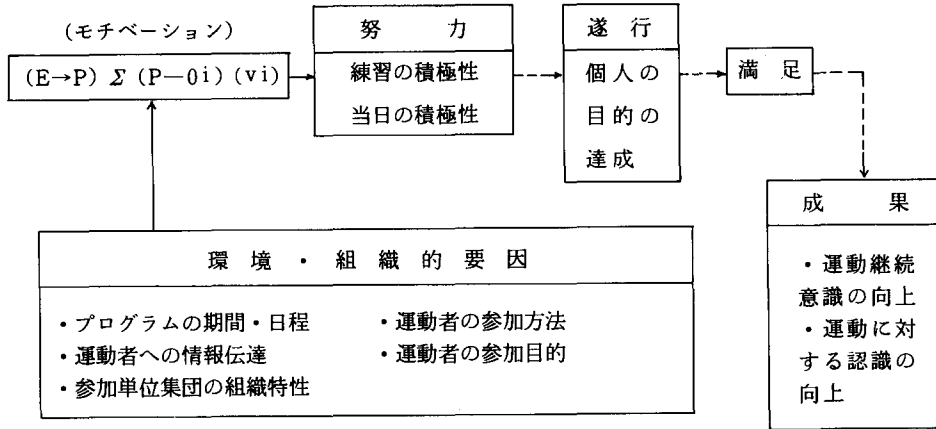 (モチベーション)
(E→P) Σ (P—0i) (vi)
努力
練習の積極性
当日の積極性
遂行
個人の
目的の
達成
満足
成果
・運動継続
意識の向上
・運動に対
する認識の
向上
環境・組織的要因
・プログラムの期間・日程
・運動者への情報伝達
・参加単位集団の組織特性
・運動者の参加方法
・運動者の参加目的